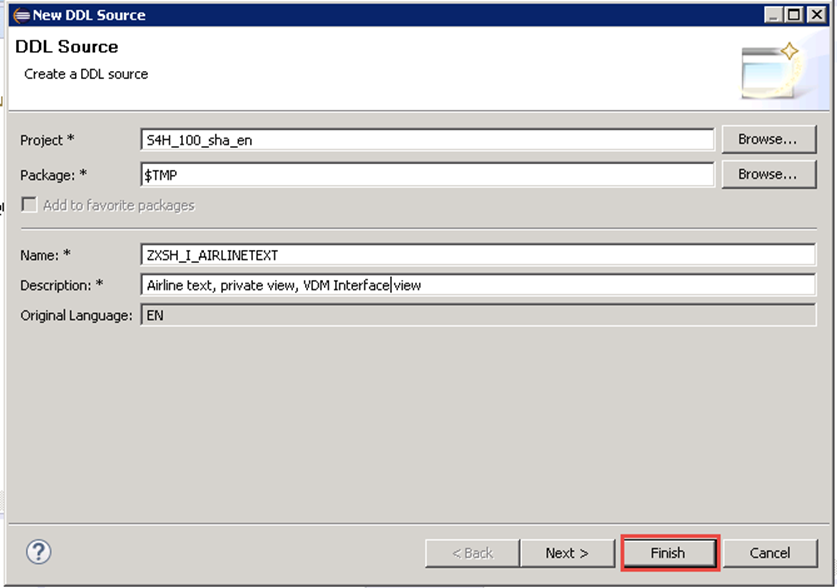 New DDL Source
DDL Source
Create a DDL source
Project * S4H_100_sha_en Browse...
Package: * $TMP Browse...
Add to favorite packages
Name: * ZXSH_I_AIRLINETEXT
Description: * Airline text, private view, VDM Interface view
Original Language: EN
? < Back Next > Finish Cancel